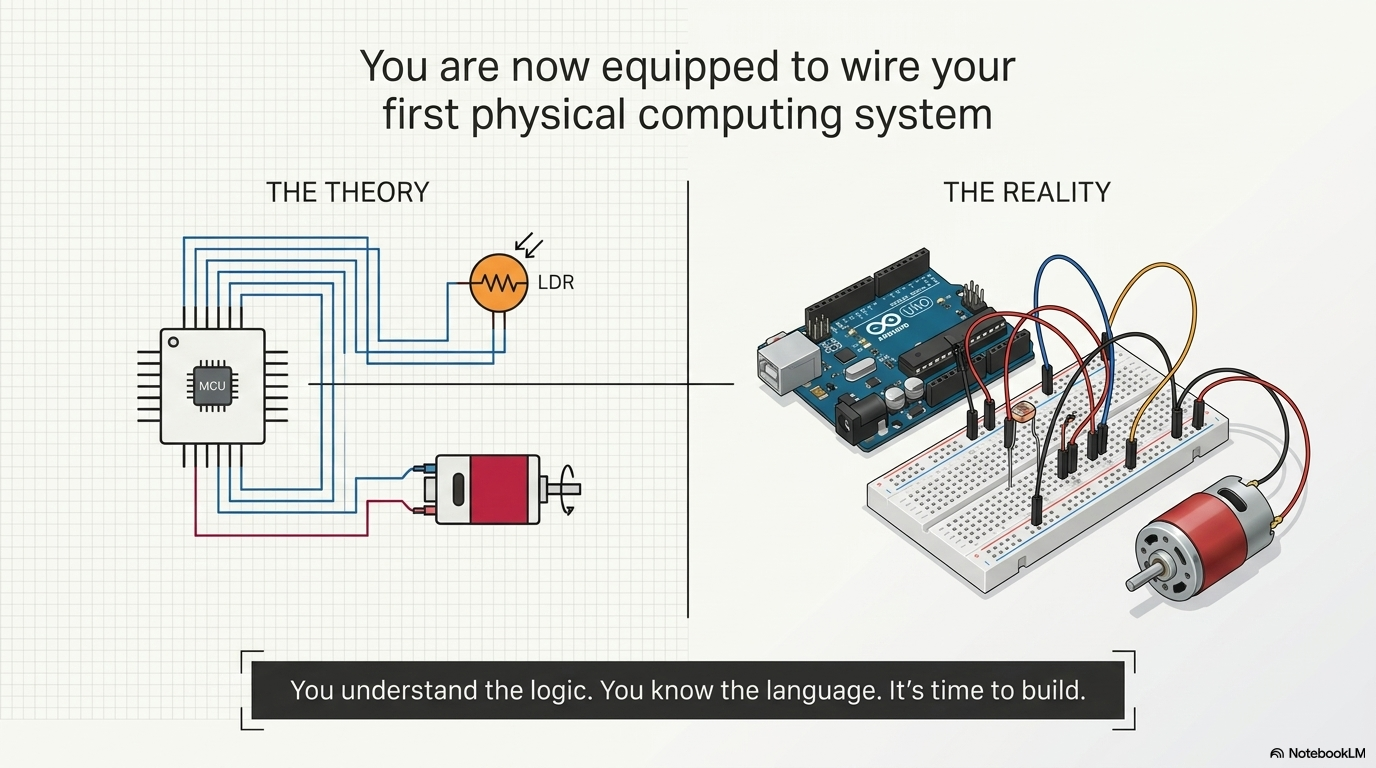 You are now equipped to wire your
first physical computing system
THE THEORY
THE REALITY
LDR
MCU
ARDUINO
UNO
You understand the logic. You know the language. It’s time to build.
NotebookLM